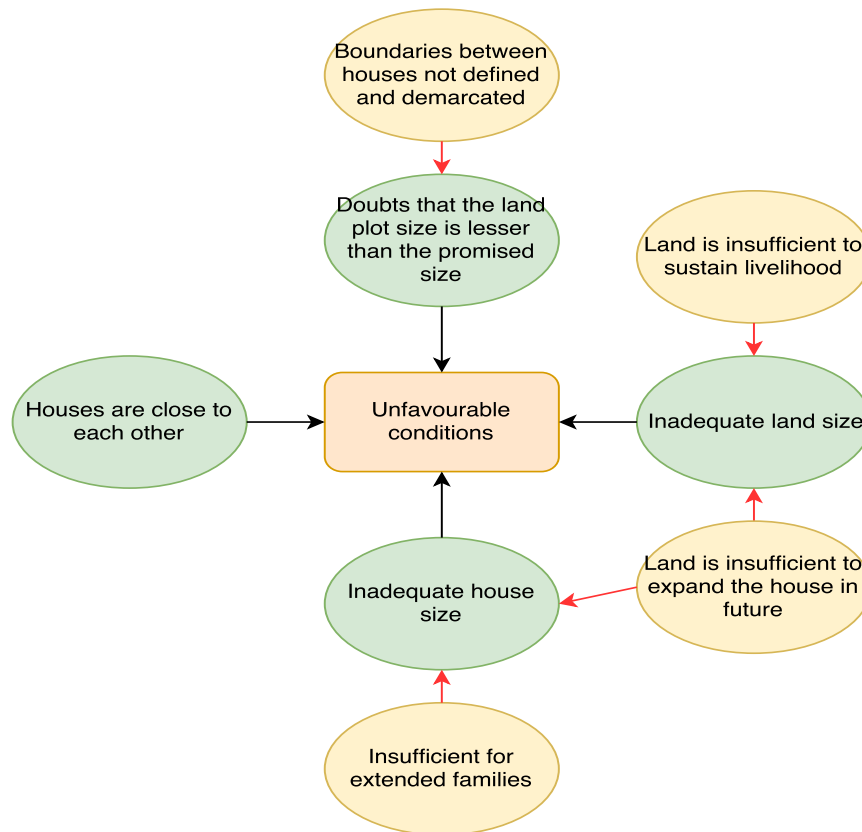 Boundaries between
houses not defined
and demarcated
Doubts that the land
plot size is lesser
than the promised
size
Land is insufficient to
sustain livelihood
Houses are close to
each other
Unfavourable
conditions
Inadequate land size
Inadequate house
size
Land is insufficient to
expand the house in
future
Insufficient for
extended families